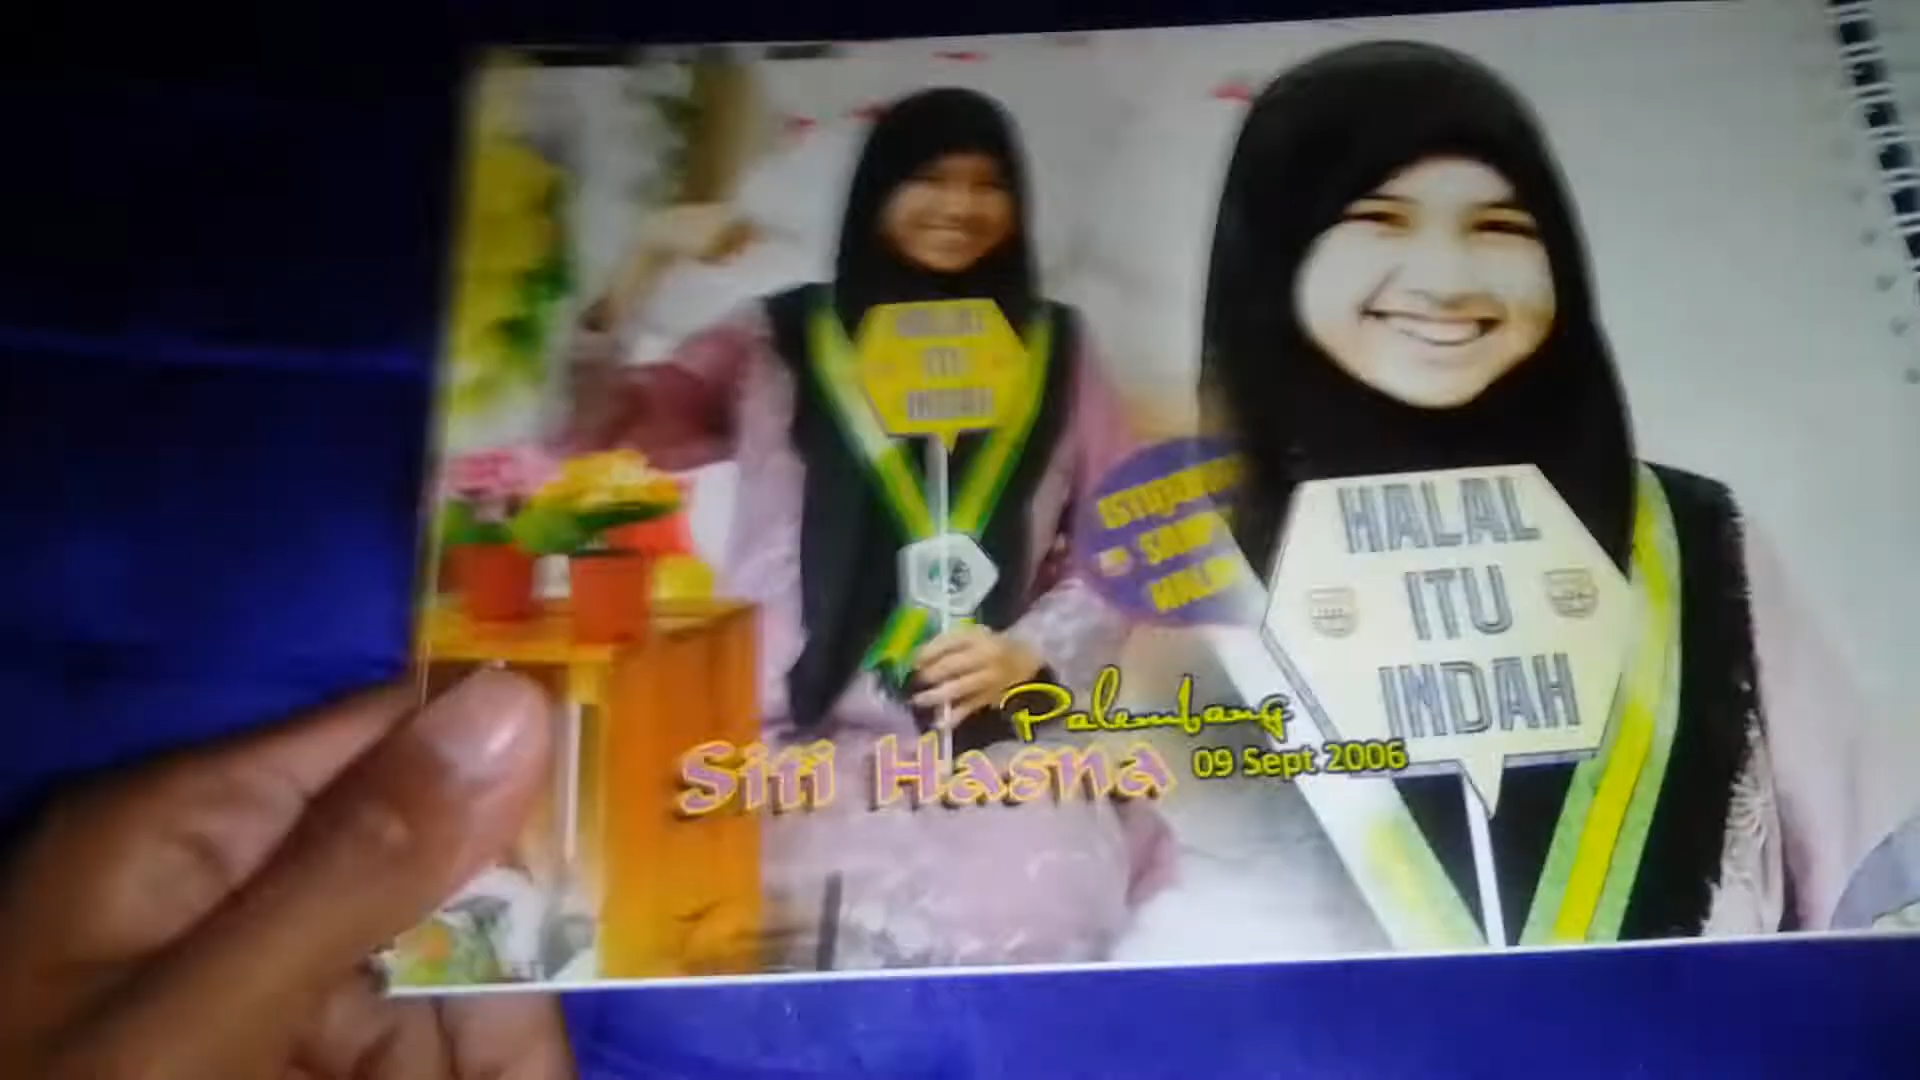 HALAL
ITU
INDAH
HALAL
ITU
INDAH
Palembang
Siti Hasna
09 Sept 2006